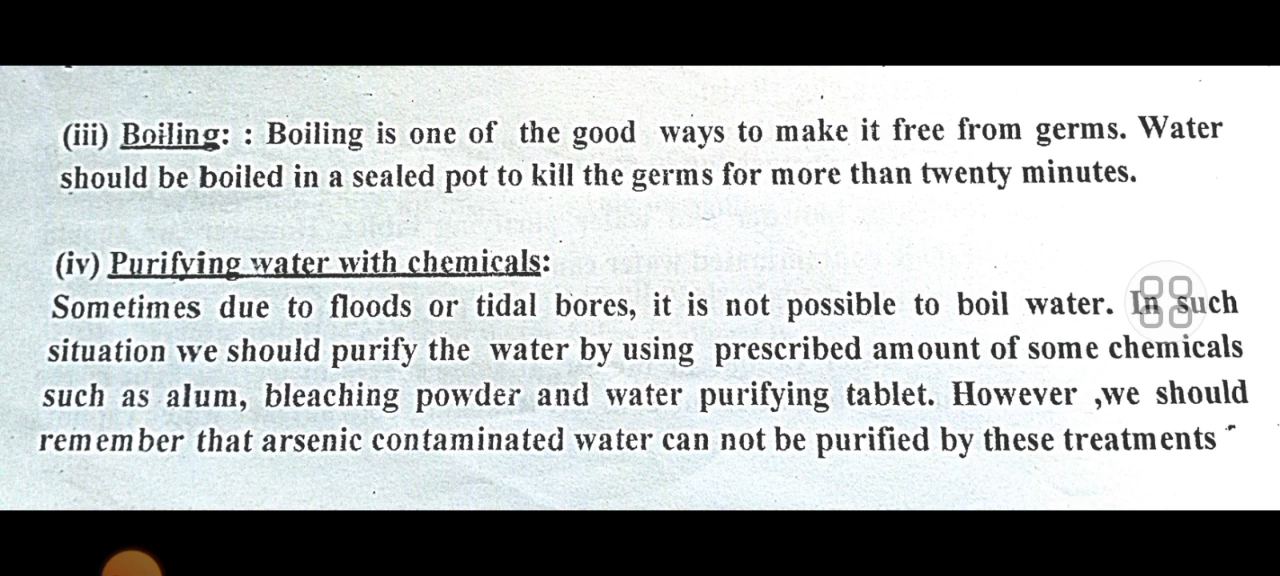 (iii) Boiling: : Boiling is one of the good ways to make it free from germs. Water
should be boiled in a sealed pot to kill the germs for more than twenty minutes.
(iv) Purifying water with chemicals:
Sometimes due to floods or tidal bores, it is not possible to boil water. In such
situation we should purify the water by using prescribed amount of some chemicals
such as alum, bleaching powder and water purifying tablet. However ,we should
remember that arsenic contaminated water can not be purified by these treatments